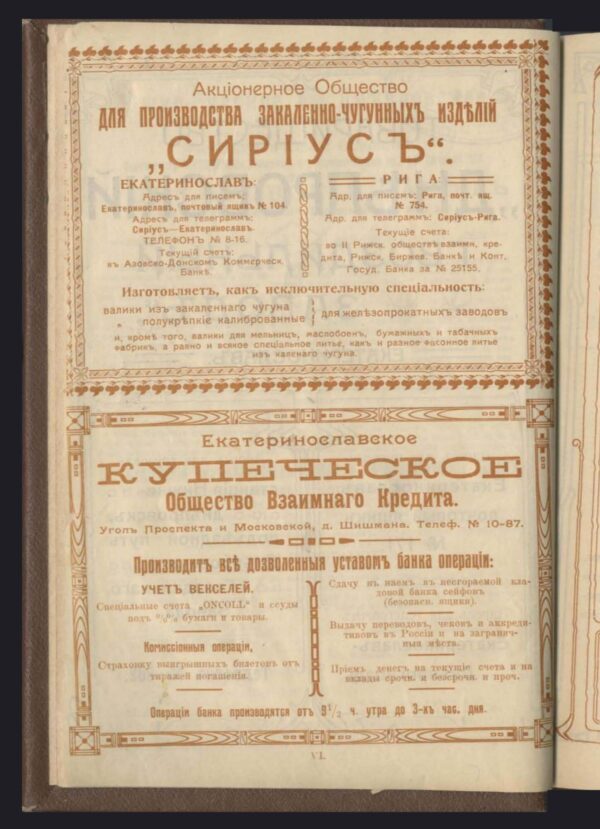 Акціонерное Общество
ДЛЯ ПРОИЗВОДСТВА ЗАКАЛЕННО-ЧУГУННЫХЪ ИЗДѢЛІЙ
„СИРІУСЪ“.
ЕКАТЕРИНОСЛАВЪ:
Адресъ для писемъ:
Екатеринославъ, почтовый ящикъ № 104.
Адресъ для телеграммъ:
Сиріусъ—Екатеринославъ.
ТЕЛЕФОНЪ № 8-16.
Текущій счетъ:
въ Азовско-Донскомъ Коммерческ.
Банкѣ.
РИГА
Адр. для писемъ: Рига, почт. ящ.
№ 754.
Адр. для телеграммъ: Сиріусъ-Рига.
Текущіе счета:
во II Рижск. обществѣ взаимн. кре-
дита, Рижск. Биржев. Банкѣ и Конт.
Госуд. Банка за № 25155.
Изготовляетъ, какъ исключительную спеціальность:
валики изъ закаленнаго чугуна
„ полукрѣпкіе калиброванные
для желѣзопрокатныхъ заводовъ
и, кромѣ того, валики для мельницъ, маслобоенъ, бумажныхъ и табачныхъ
фабрикъ, а равно и всякое спеціальное литье, какъ и разное фасонное литье
изъ каленаго чугуна.
Екатеринославское
КУПЕЧЕСКОЕ
Общество Взаимнаго Кредита.
Уголъ Проспекта и Московской, д. Шишмана. Телеф. № 10-87.
Производитъ всѣ дозволенныя уставомъ банка операціи:
УЧЕТЪ ВЕКСЕЛЕЙ.
Спеціальные счета „ONCOLL“ и ссуды
подъ %% бумаги и товары.
Комиссіонныя операціи.
Страховку выигрышныхъ билетовъ отъ
тиражей погашенія.
Сдачу въ наемъ въ несгораемой кла-
довой банка сейфовъ
(безопасн. ящики).
Выдачу переводовъ, чековъ и аккреди-
тивовъ въ Россіи и на загранич-
ныя мѣста.
Пріемъ денегъ на текущіе счета и на
вклады срочн. и безсрочн. и проч.
Операціи банка производятся отъ 9½ ч. утра до 3-хъ час. дня.
VI.